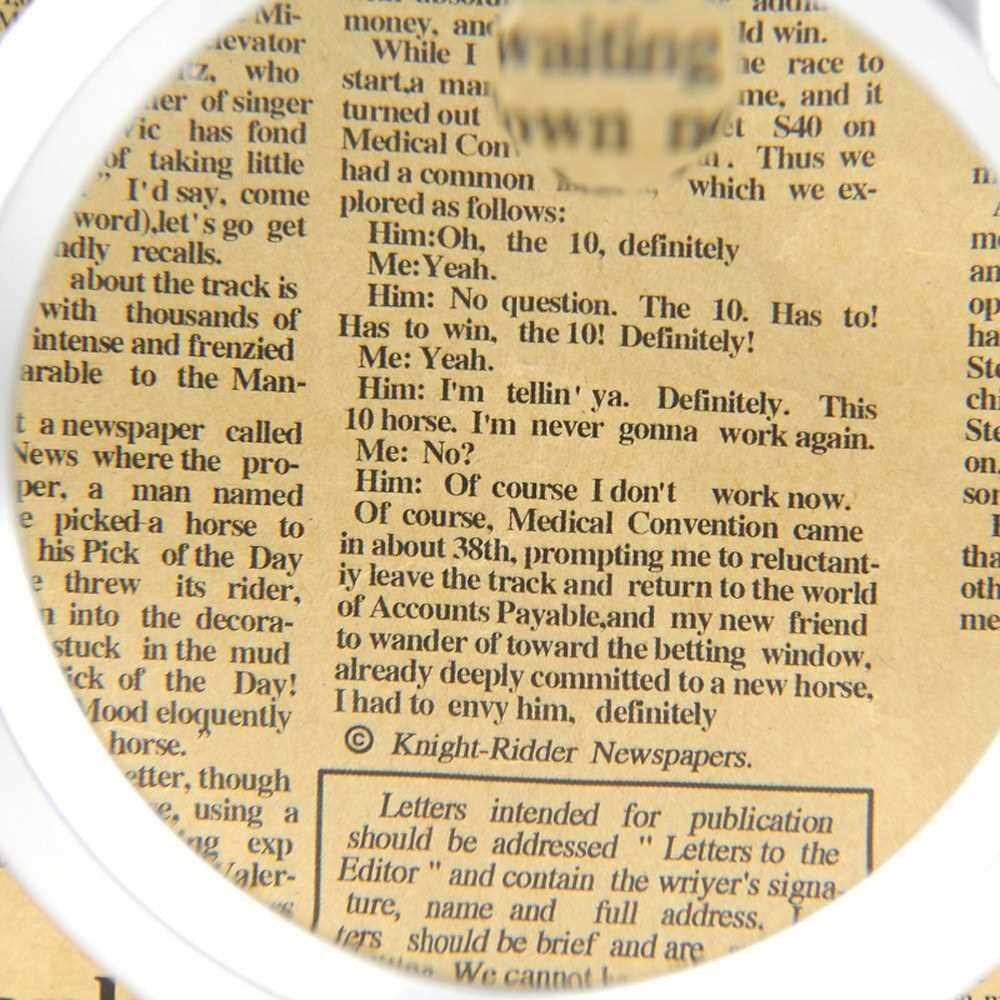 Mi-
levator
who
of singer
has fond
of taking little
" I'd say, come
word),let's go get
recalls.
about the track is
with thousands of
intense and frenzied
to the Man-
a newspaper called
News where the pro-
a man named
picked a horse to
his Pick of the Day
threw its rider,
into the decora-
stuck in the mud
of the Day!
Mood eloquently
horse."
though
using a
exp
Valer-
money, and
While I
start,a man
turned out
Medical Con
had a common
plored as follows:
waiting
own
win.
race to
me, and it
S40 on
Thus we
which we ex-
Him:Oh, the 10, definitely
Me:Yeah.
Him: No question. The 10. Has to!
Has to win, the 10! Definitely!
Me: Yeah.
Him: I'm tellin' ya. Definitely. This
10 horse. I'm never gonna work again.
Me: No?
Him: Of course I don't work now.
Of course, Medical Convention came
in about 38th, prompting me to reluctant-
iy leave the track and return to the world
of Accounts Payable,and my new friend
to wander of toward the betting window,
already deeply committed to a new horse,
I had to envy him, definitely
© Knight-Ridder Newspapers.
Letters intended for publication
should be addressed " Letters to the
Editor " and contain the wriyer's signa-
ture, name and full address.
ters should be brief and are
We cannot